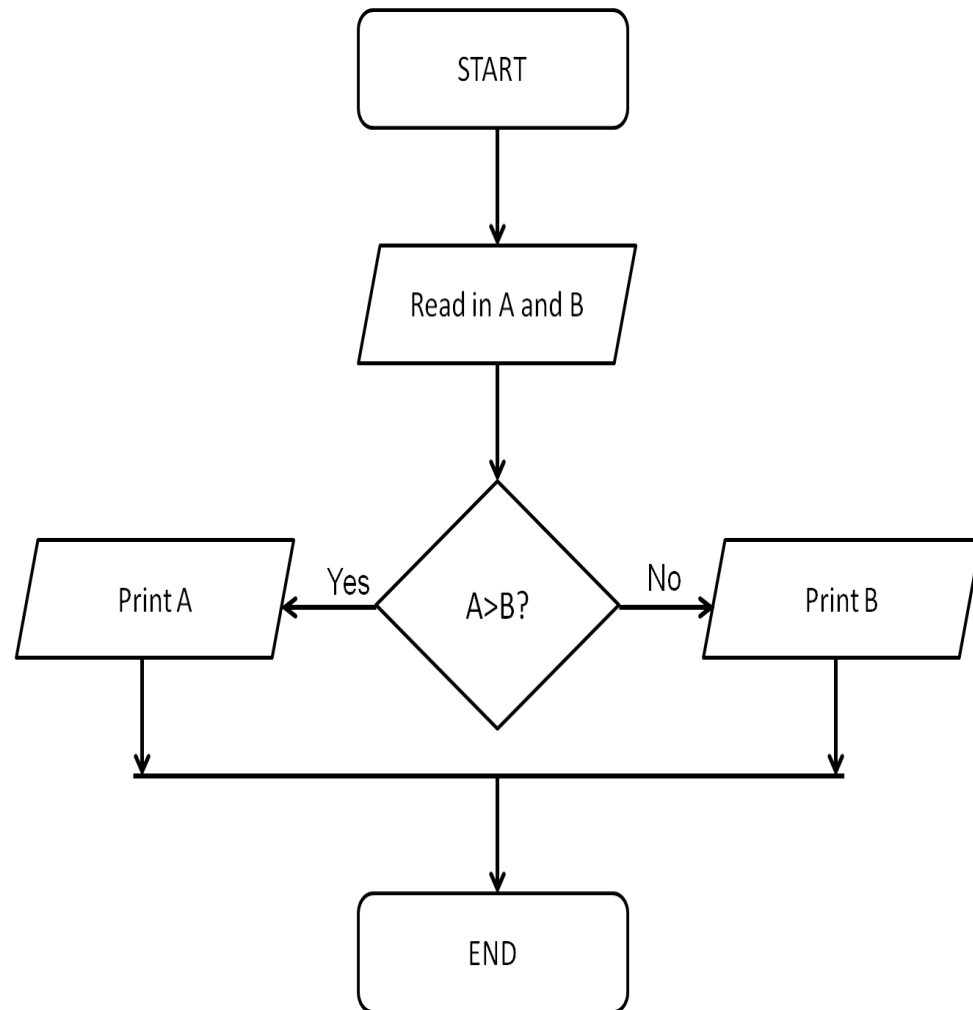 START
Read in A and B
A>B?
Yes
No
Print A
Print B
END